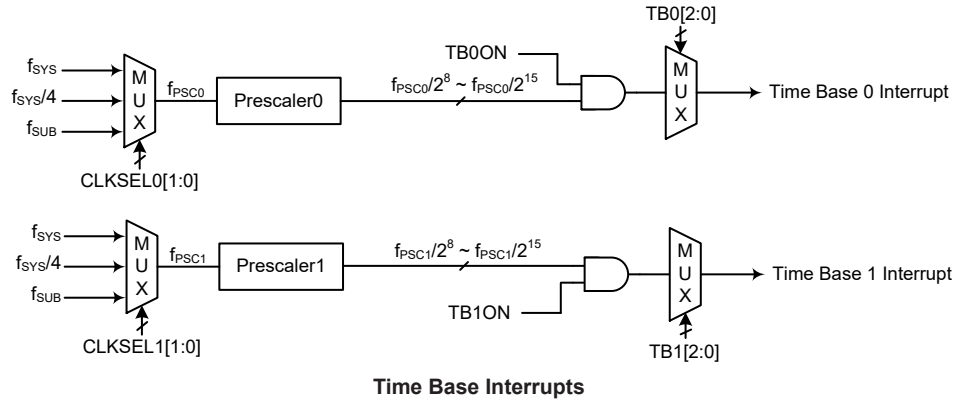 TB0[2:0]
TB0ON
fSYS
fSYS/4
fSUB
M
U
X
fPSC0
Prescaler0
fPSC0/2^8 ~ fPSC0/2^15
M
U
X
Time Base 0 Interrupt
CLKSEL0[1:0]
fSYS
fSYS/4
fSUB
M
U
X
fPSC1
Prescaler1
fPSC1/2^8 ~ fPSC1/2^15
M
U
X
Time Base 1 Interrupt
TB1ON
CLKSEL1[1:0]
TB1[2:0]
Time Base Interrupts